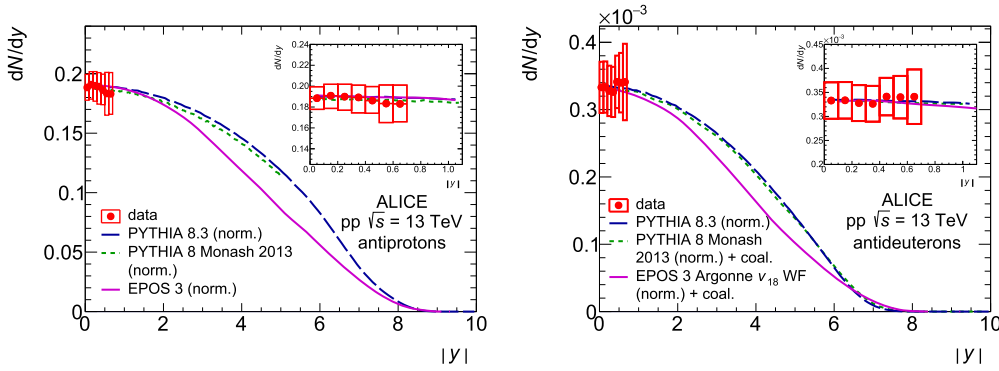 dN/dy
0.2
0.15
0.1
0.05
0
0 2 4 6 8 10
| y |
dN/dy
0.24
0.22
0.20
0.18
0.16
0.14
0.12
0 0.2 0.4 0.6 0.8 1.0
| y |
ALICE
pp √s = 13 TeV
antiprotons
data
PYTHIA 8.3 (norm.)
PYTHIA 8 Monash 2013
(norm.)
EPOS 3 (norm.)
×10⁻³
dN/dy
0.4
0.3
0.2
0.1
0
0 2 4 6 8 10
| y |
×10⁻³
dN/dy
0.45
0.4
0.35
0.3
0.25
0.2
0 0.2 0.4 0.6 0.8 1
| y |
ALICE
pp √s = 13 TeV
antideuterons
data
PYTHIA 8.3 (norm.)
PYTHIA 8 Monash
2013 (norm.) + coal.
EPOS 3 Argonne v₁₈ WF
(norm.) + coal.